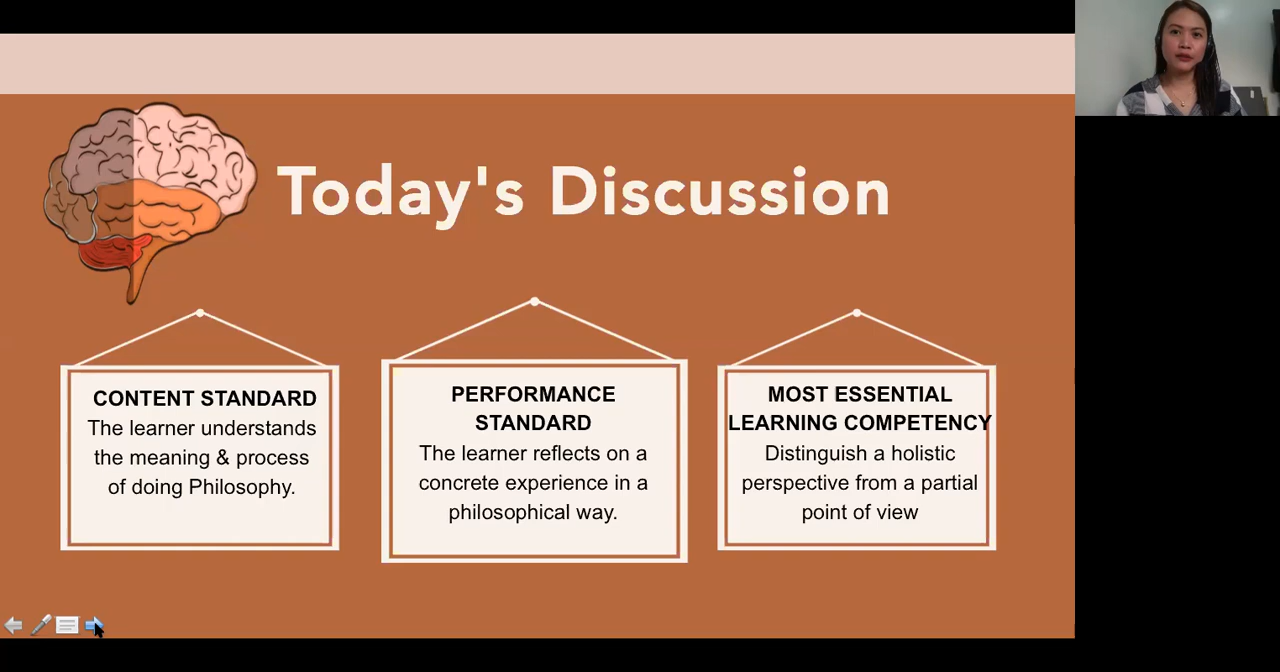 Today's Discussion
CONTENT STANDARD
The learner understands
the meaning & process
of doing Philosophy.
PERFORMANCE
STANDARD
The learner reflects on a
concrete experience in a
philosophical way.
MOST ESSENTIAL
LEARNING COMPETENCY
Distinguish a holistic
perspective from a partial
point of view